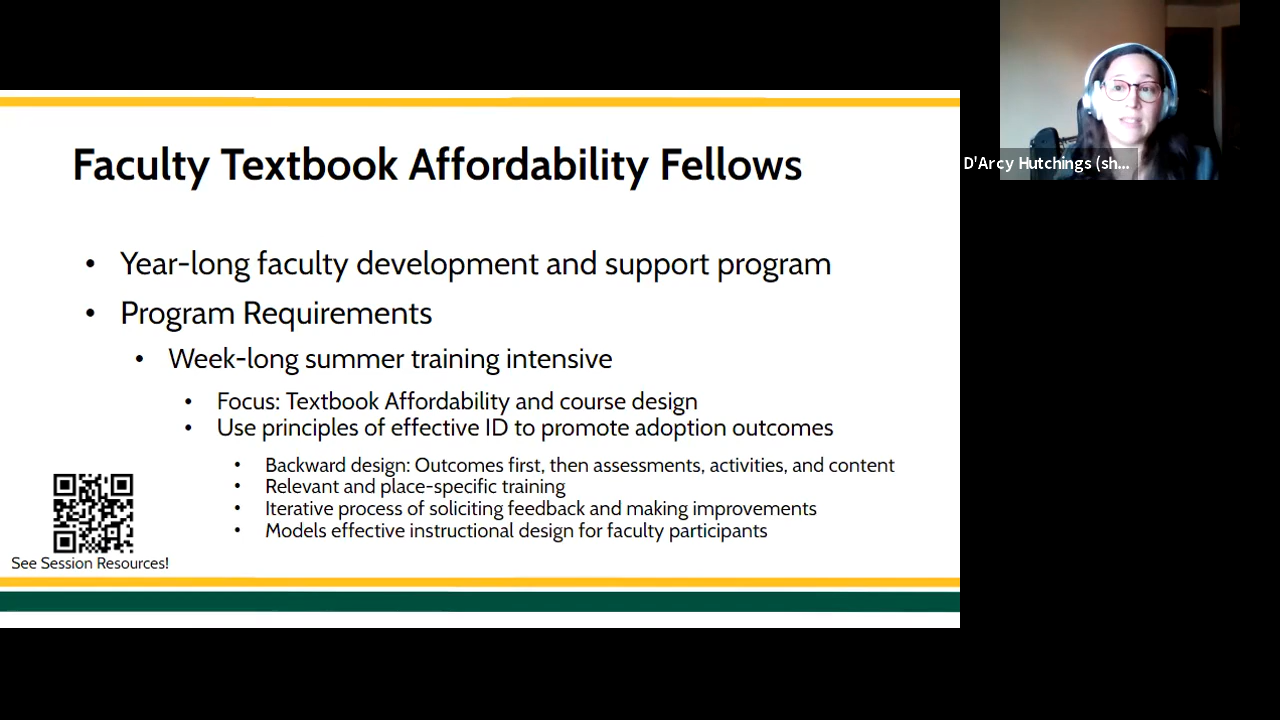 Faculty Textbook Affordability Fellows
• Year-long faculty development and support program
• Program Requirements
• Week-long summer training intensive
• Focus: Textbook Affordability and course design
• Use principles of effective ID to promote adoption outcomes
• Backward design: Outcomes first, then assessments, activities, and content
• Relevant and place-specific training
• Iterative process of soliciting feedback and making improvements
• Models effective instructional design for faculty participants
See Session Resources!
D'Arcy Hutchings (sh...